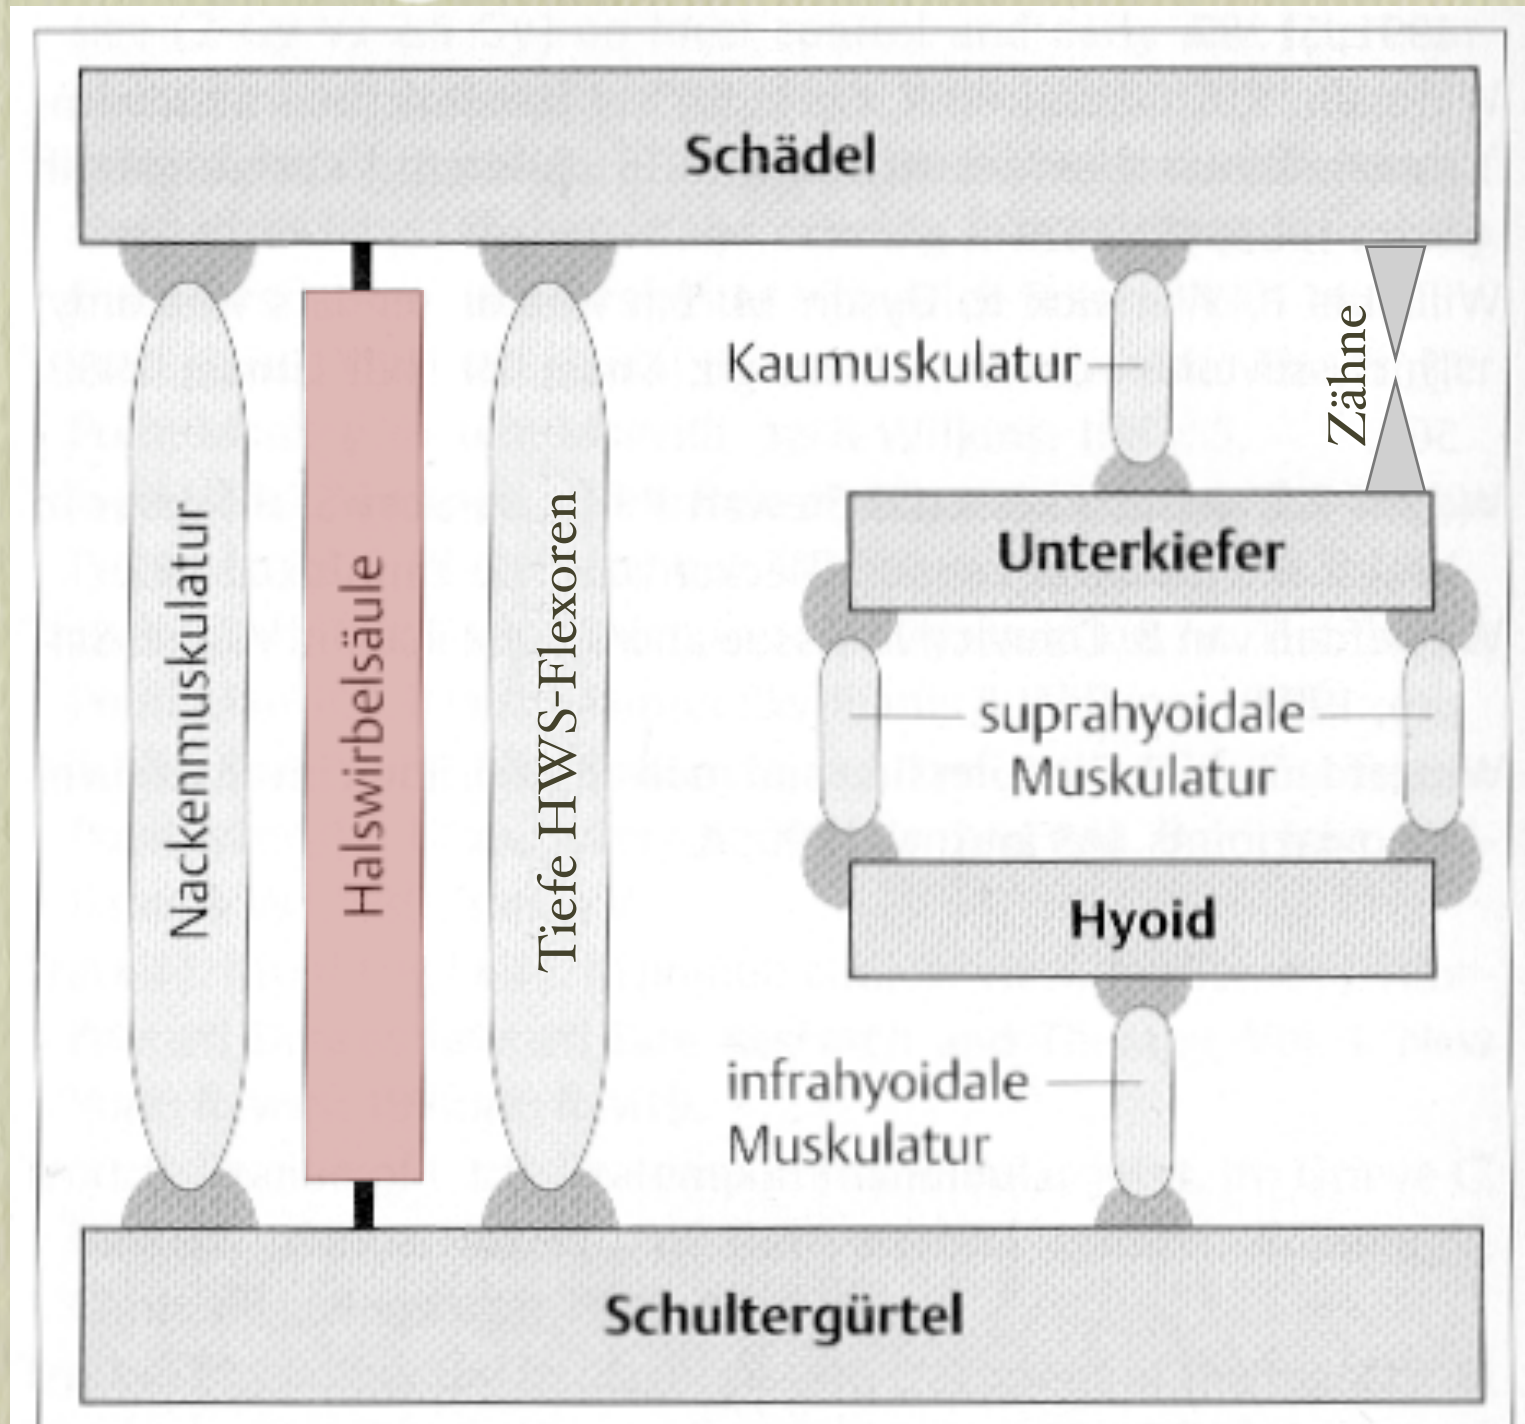 Schädel
Nackenmuskulatur
Halswirbelsäule
Tiefe HWS-Flexoren
Kaumuskulatur
Zähne
Unterkiefer
suprahyoidale
Muskulatur
Hyoid
infrahyoidale
Muskulatur
Schultergürtel